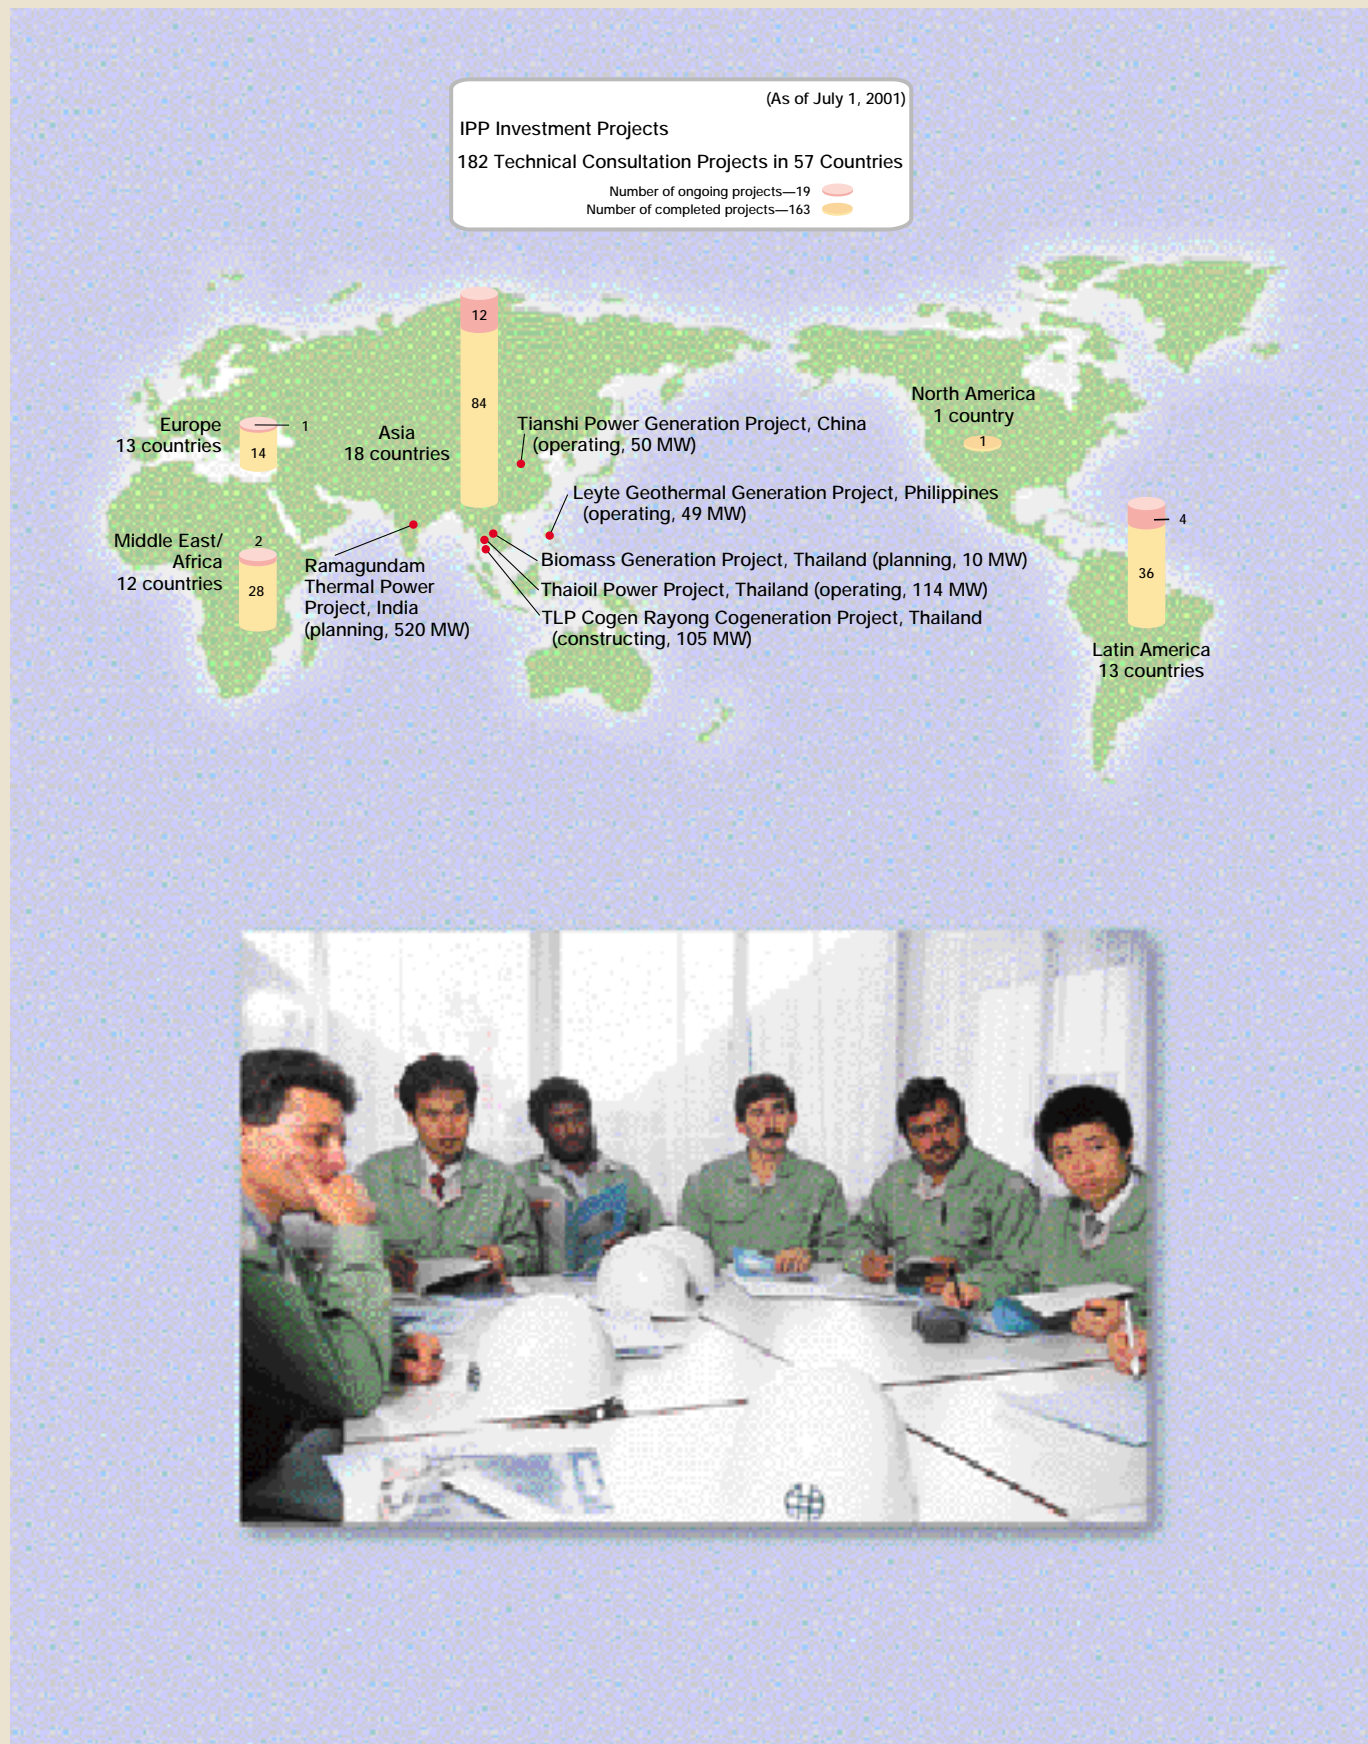 (As of July 1, 2001)
IPP Investment Projects
182 Technical Consultation Projects in 57 Countries
Number of ongoing projects—19
Number of completed projects—163
12
84
Europe
13 countries
1
14
Asia
18 countries
Tianshi Power Generation Project, China
(operating, 50 MW)
North America
1 country
1
Leyte Geothermal Generation Project, Philippines
(operating, 49 MW)
Middle East/
Africa
12 countries
2
28
Ramagundam
Thermal Power
Project, India
(planning, 520 MW)
Biomass Generation Project, Thailand (planning, 10 MW)
Thaioil Power Project, Thailand (operating, 114 MW)
TLP Cogen Rayong Cogeneration Project, Thailand
(constructing, 105 MW)
4
36
Latin America
13 countries